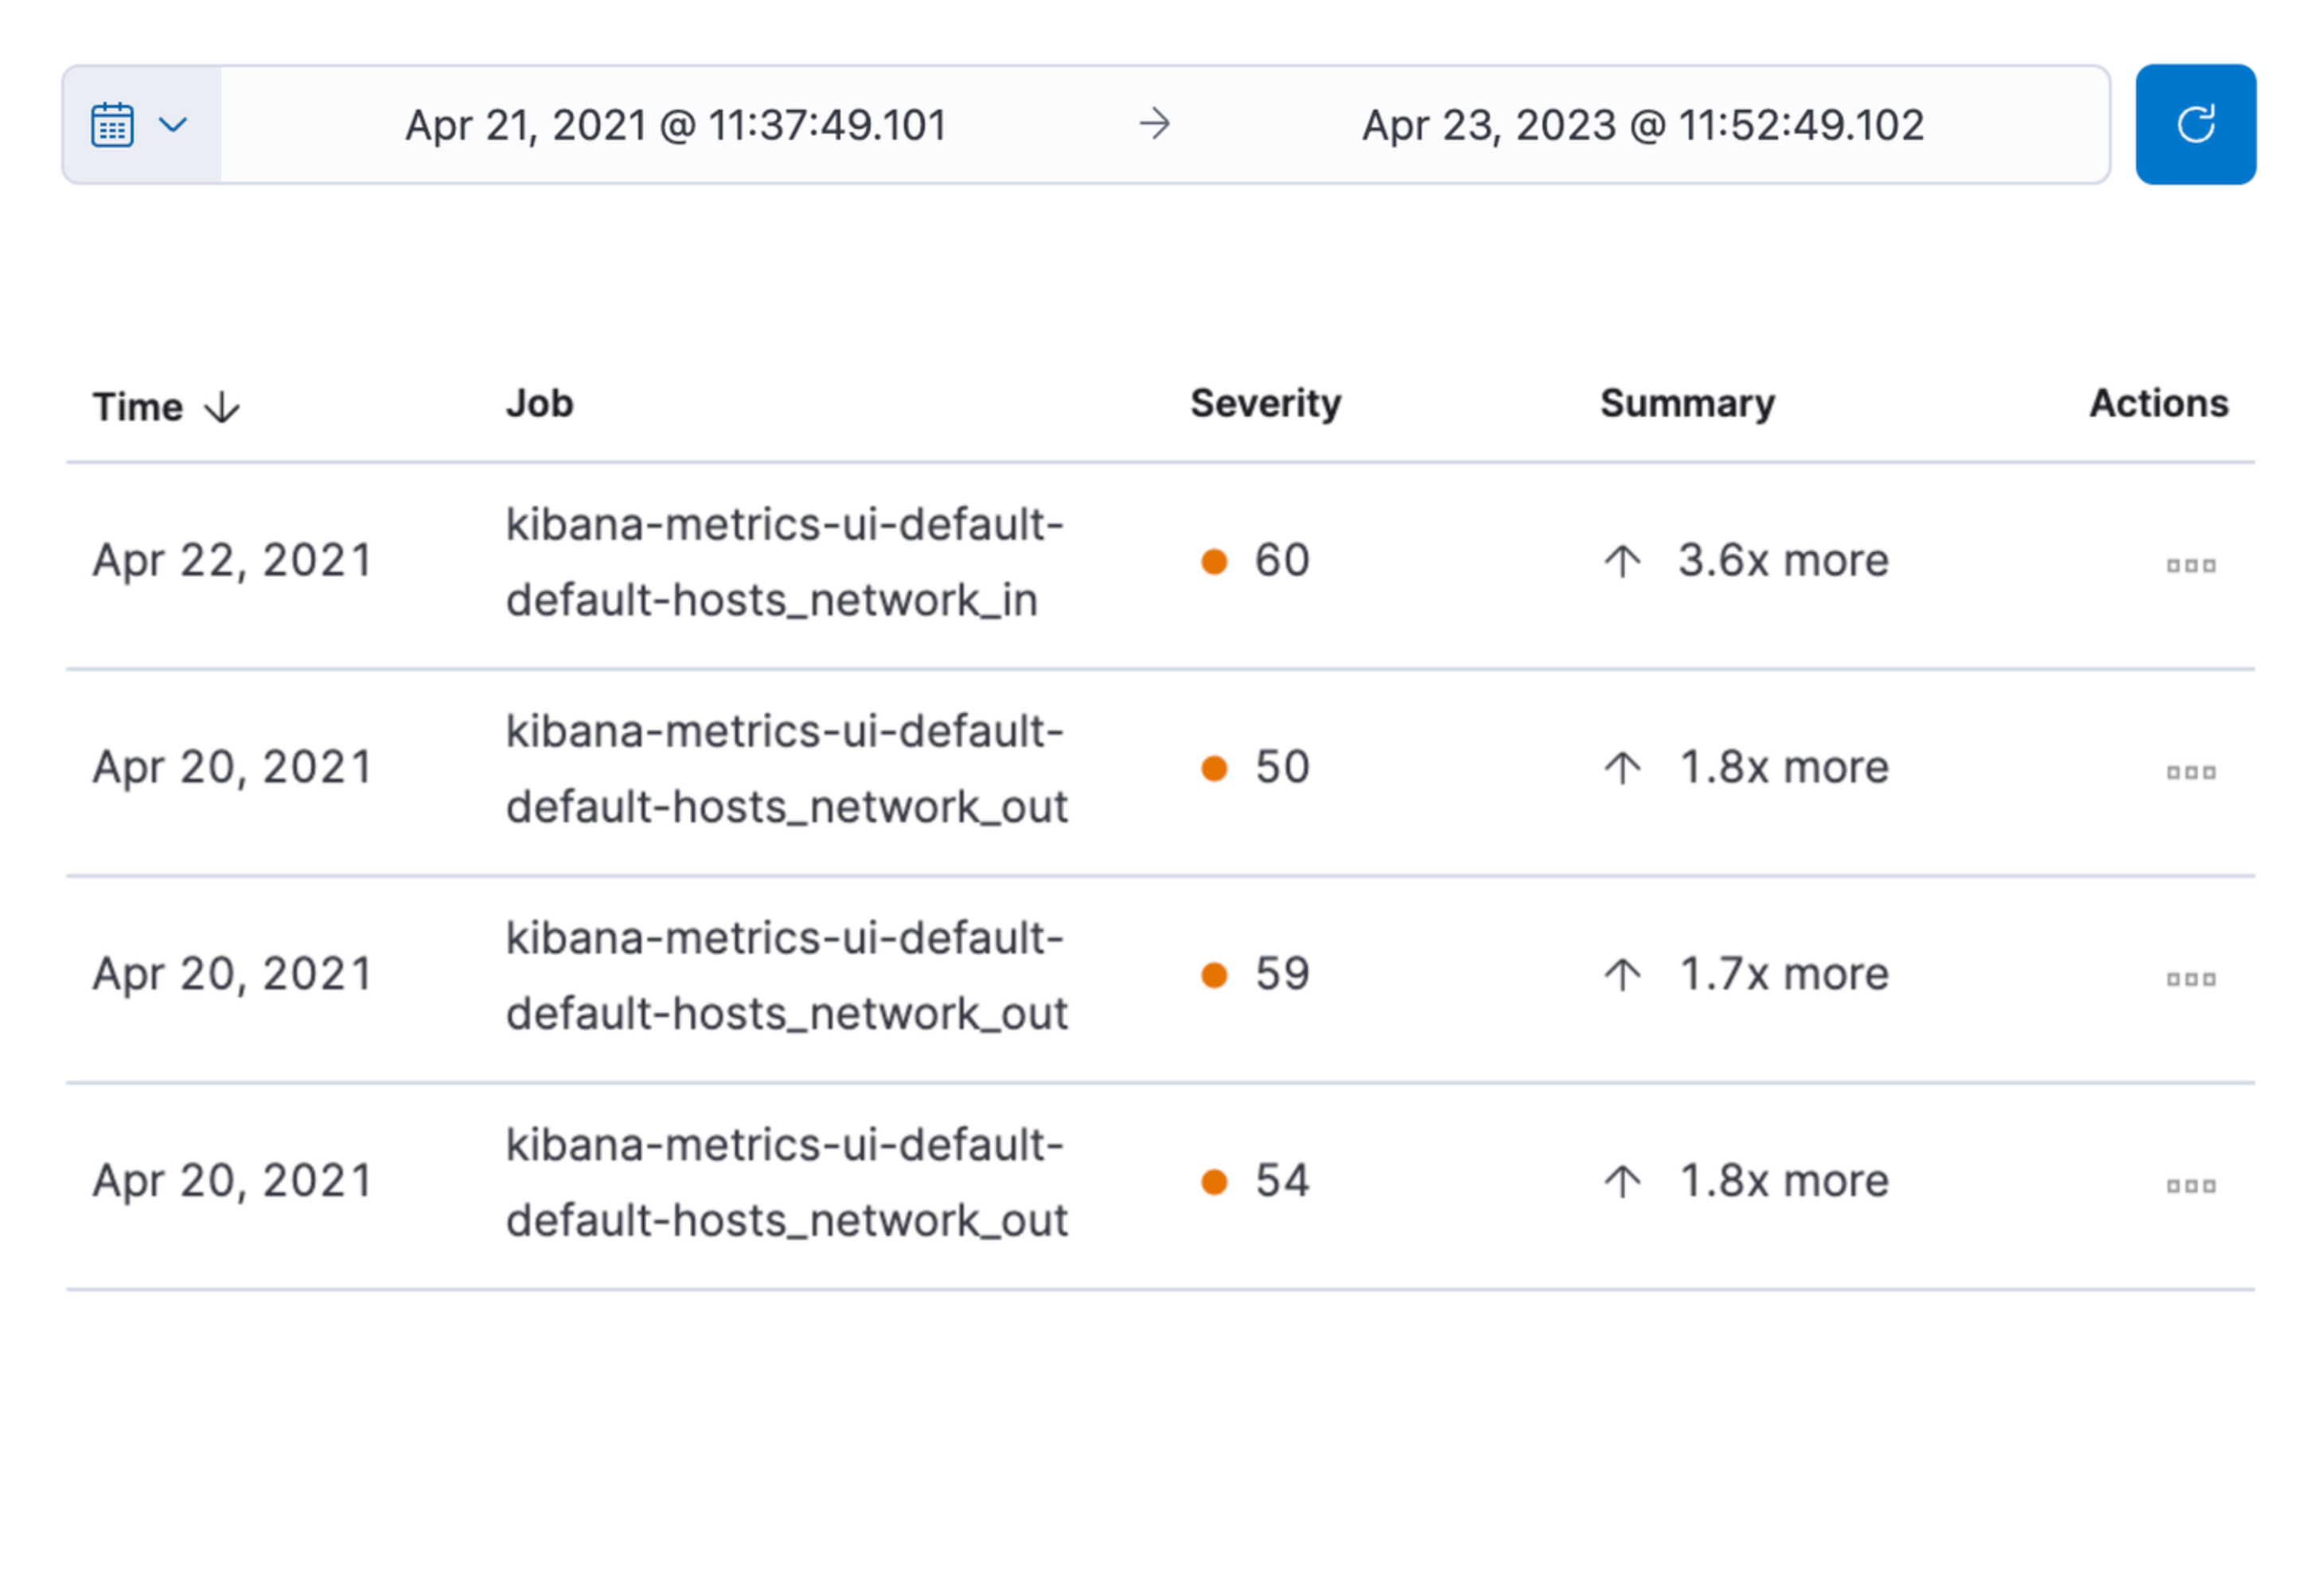 Apr 21, 2021 @ 11:37:49.101 → Apr 23, 2023 @ 11:52:49.102
Time ↓ Job Severity Summary Actions
kibana-metrics-ui-default-
Apr 22, 2021 60 ↑ 3.6x more
default-hosts_network_in
kibana-metrics-ui-default-
Apr 20, 2021 50 ↑ 1.8x more
default-hosts_network_out
kibana-metrics-ui-default-
Apr 20, 2021 59 ↑ 1.7x more
default-hosts_network_out
kibana-metrics-ui-default-
Apr 20, 2021 54 ↑ 1.8x more
default-hosts_network_out